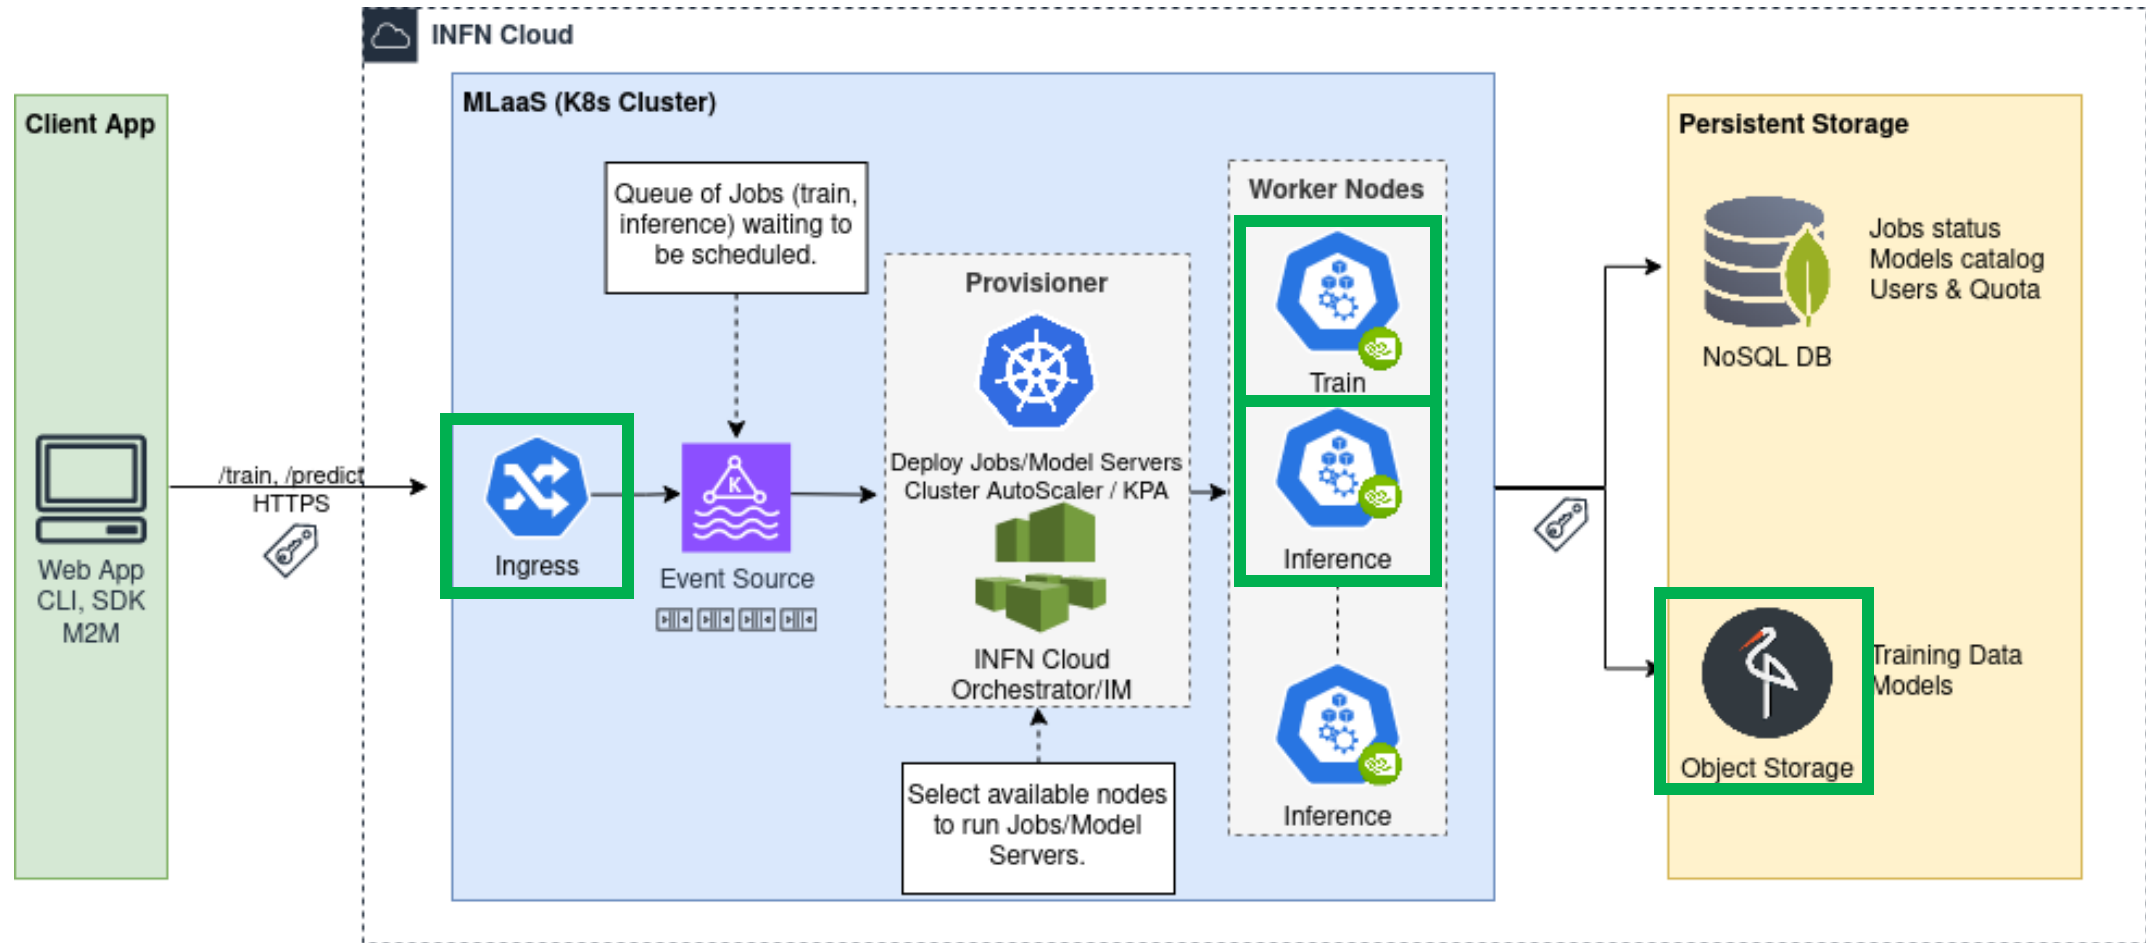 INFN Cloud
MLaaS (K8s Cluster)
Client App
Web App
CLI, SDK
M2M
/train, /predict
HTTPS
Queue of Jobs (train,
inference) waiting to
be scheduled.
Ingress
K
Event Source
Provisioner
Deploy Jobs/Model Servers
Cluster AutoScaler / KPA
INFN Cloud
Orchestrator/IM
Select available nodes
to run Jobs/Model
Servers.
Worker Nodes
Train
Inference
Inference
Persistent Storage
Jobs status
Models catalog
Users & Quota
NoSQL DB
Training Data
Models
Object Storage